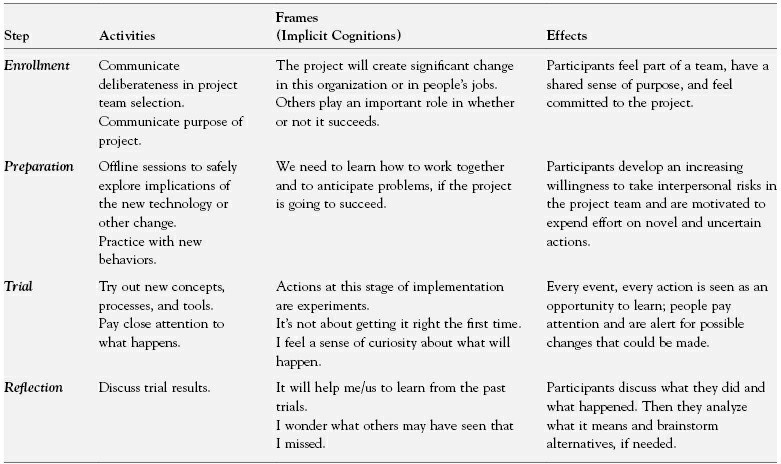 Step
Activities
Frames
(Implicit Cognitions)
Effects
Enrollment
Communicate
deliberateness in project
team selection.
Communicate purpose of
project.
The project will create significant change
in this organization or in people's jobs.
Others play an important role in whether
or not it succeeds.
Participants feel part of a team, have a
shared sense of purpose, and feel
committed to the project.
Preparation
Offline sessions to safely
explore implications of
the new technology or
other change.
Practice with new
behaviors.
We need to learn how to work together
and to anticipate problems, if the project
is going to succeed.
Participants develop an increasing
willingness to take interpersonal risks in
the project team and are motivated to
expend effort on novel and uncertain
actions.
Trial
Try out new concepts,
processes, and tools.
Pay close attention to
what happens.
Actions at this stage of implementation
are experiments.
It's not about getting it right the first time.
I feel a sense of curiosity about what will
happen.
Every event, every action is seen as an
opportunity to learn; people pay
attention and are alert for possible
changes that could be made.
Reflection
Discuss trial results.
It will help me/us to learn from the past
trials.
I wonder what others may have seen that
I missed.
Participants discuss what they did and
what happened. Then they analyze
what it means and brainstorm
alternatives, if needed.